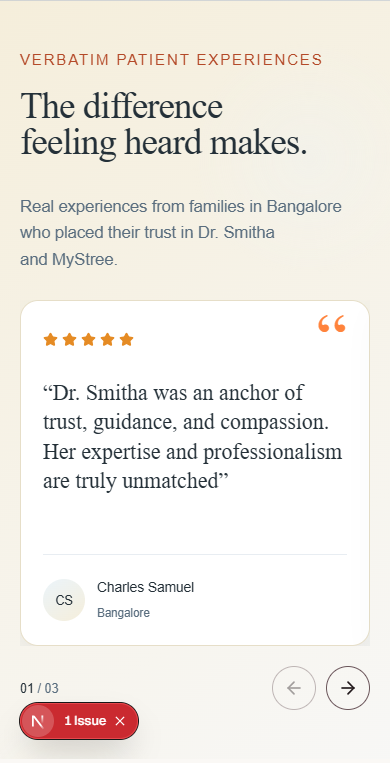 VERBATIM PATIENT EXPERIENCES
The difference
feeling heard makes.
Real experiences from families in Bangalore
who placed their trust in Dr. Smitha
and MyStree.
“
“Dr. Smitha was an anchor of
trust, guidance, and compassion.
Her expertise and professionalism
are truly unmatched”
CS
Charles Samuel
Bangalore
01 / 03
N 1 Issue